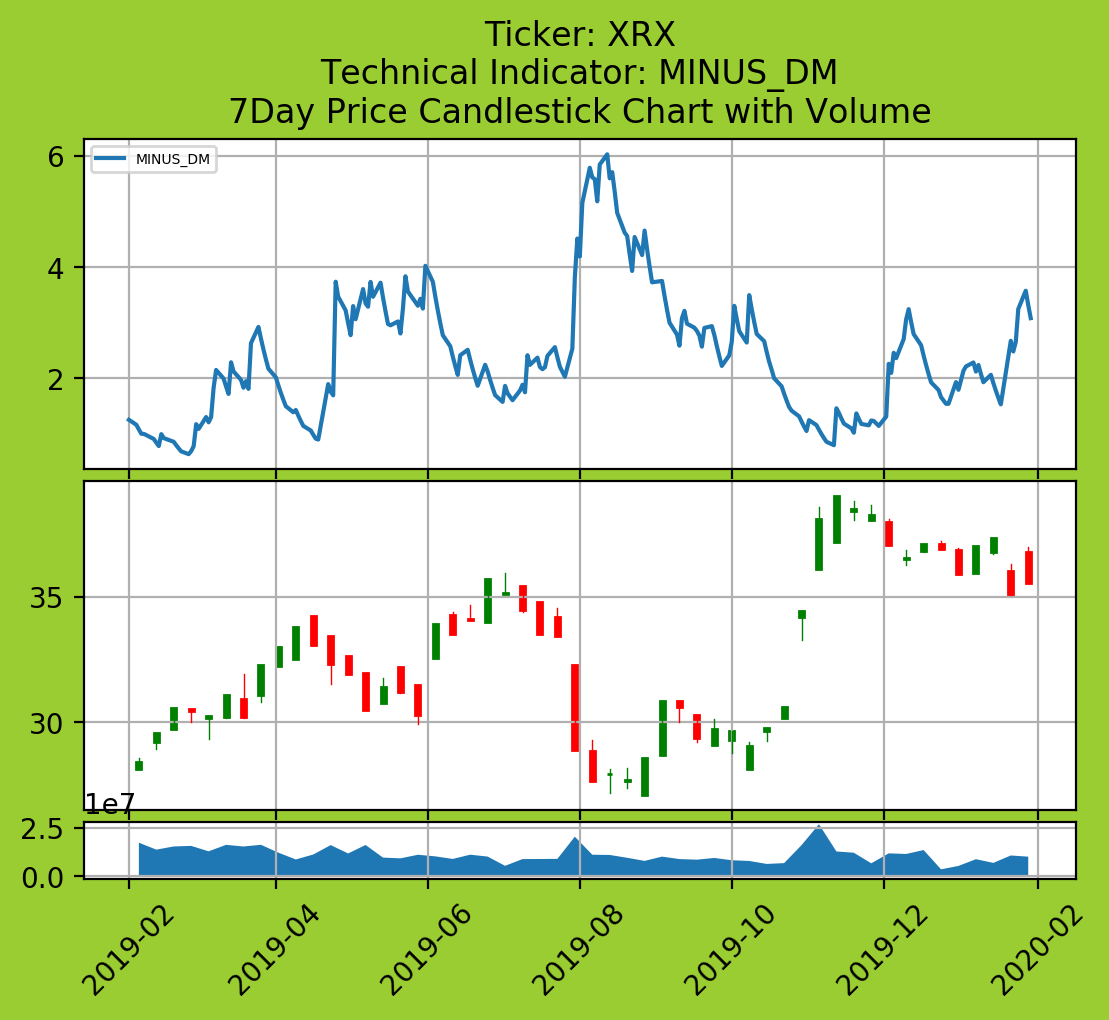 Ticker: XRX
Technical Indicator: MINUS_DM
7Day Price Candlestick Chart with Volume
MINUS_DM
6
4
2
35
30
1e7
2.5
0.0
2019-02
2019-04
2019-06
2019-08
2019-10
2019-12
2020-02